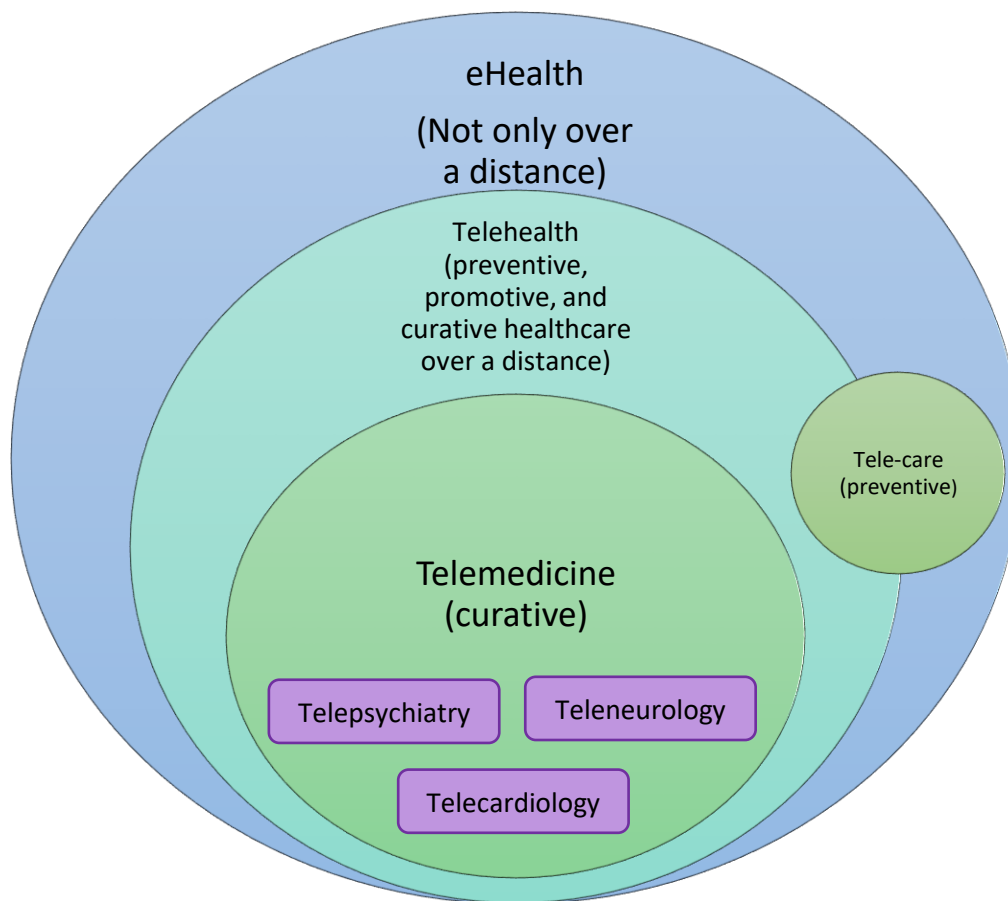 eHealth
(Not only over
a distance)
Telehealth
(preventive,
promotive, and
curative healthcare
over a distance)
Tele-care
(preventive)
Telemedicine
(curative)
Telepsychiatry
Teleneurology
Telecardiology